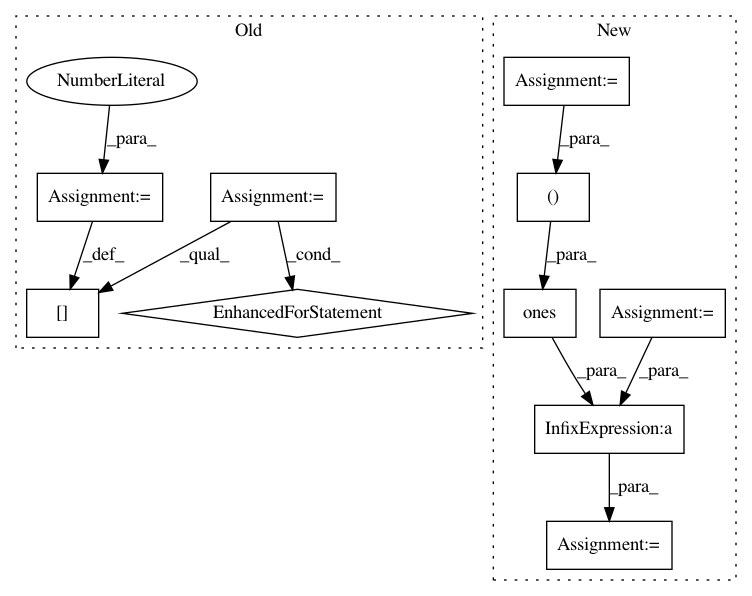 Old
New
NumberLiteral
Assignment:=
_para_
_para_
Assignment:=
Assignment:=
()
_def_
_qual_
_cond_
_para_
[]
EnhancedForStatement
ones
Assignment:=
_para_
_para_
InfixExpression:a
_para_
Assignment:=